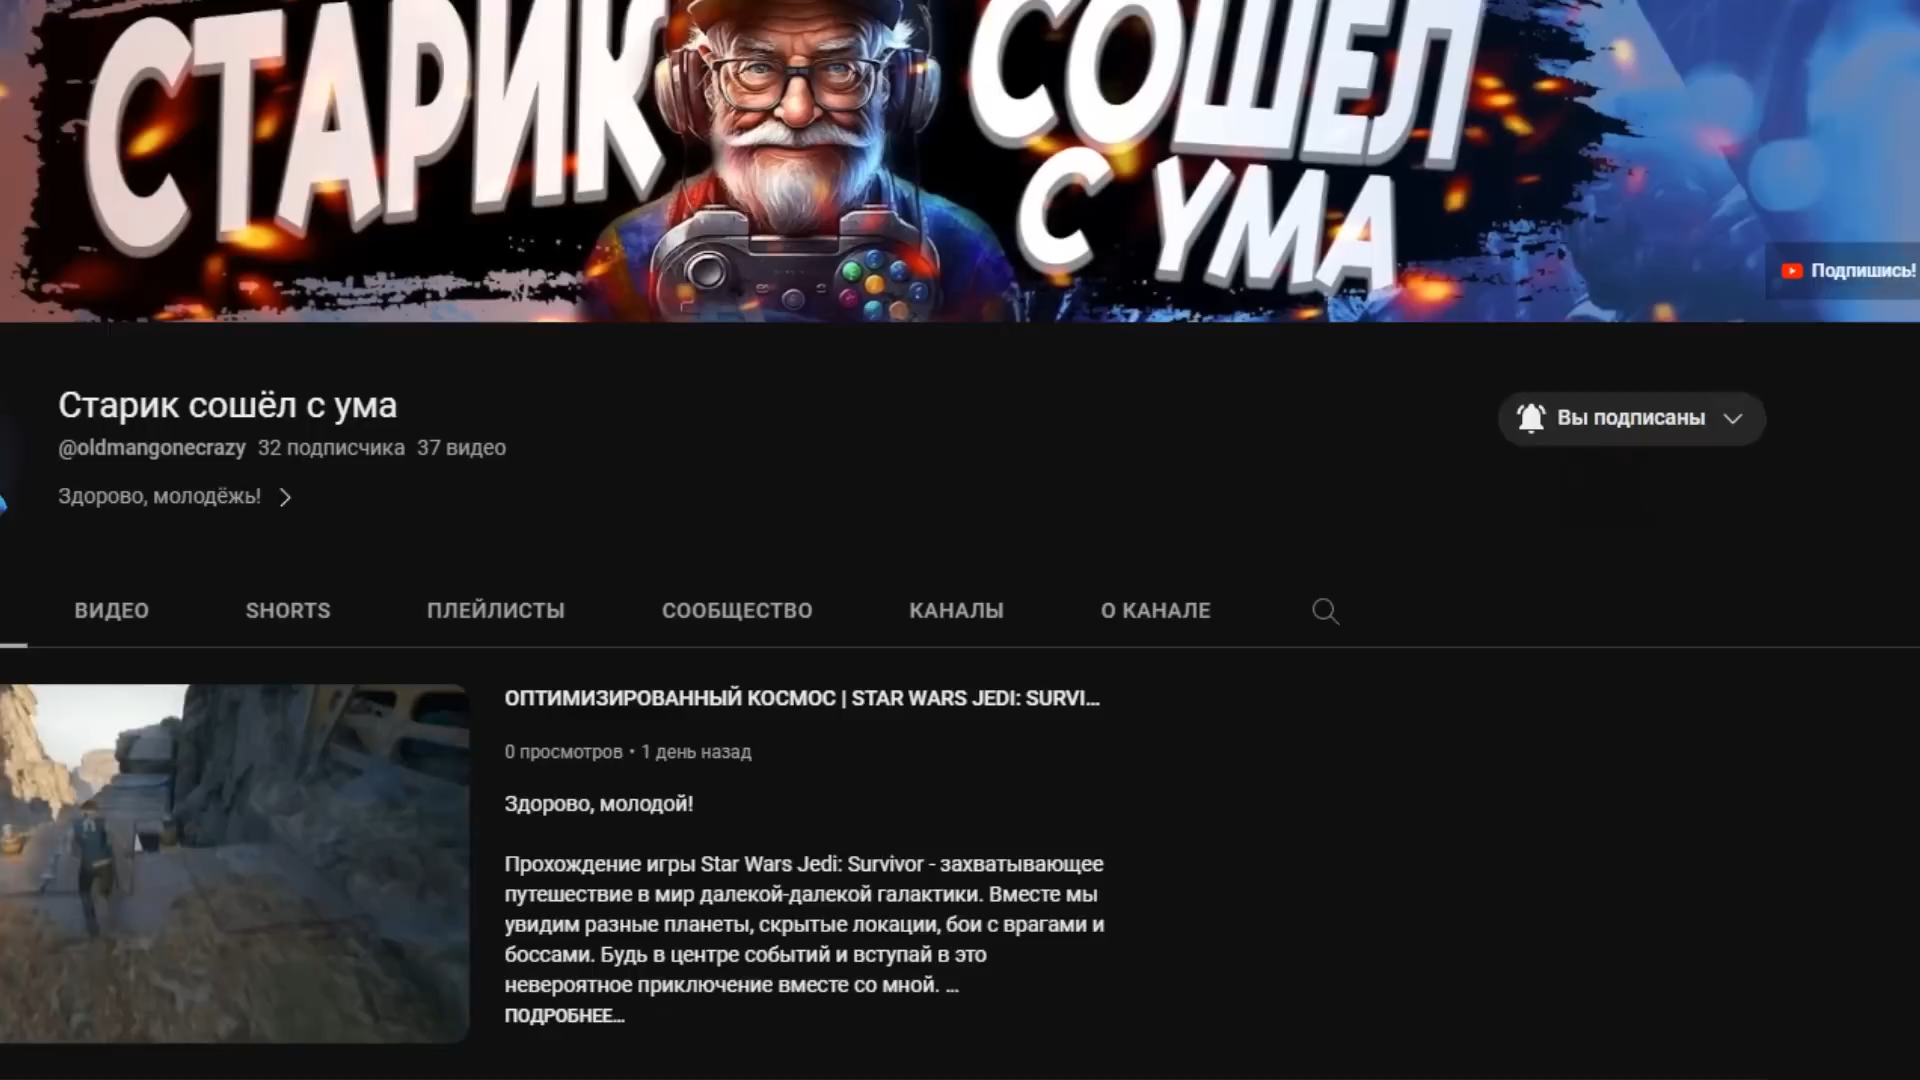 СТАРИК
СОШЕЛ
С УМА
Подпишись!
Старик сошёл с ума
@oldmangonecrazy 32 подписчика 37 видео
Вы подписаны
Здорово, молодёжь!
ВИДЕО SHORTS ПЛЕЙЛИСТЫ СООБЩЕСТВО КАНАЛЫ О КАНАЛЕ
ОПТИМИЗИРОВАННЫЙ КОСМОС | STAR WARS JEDI: SURVI...
0 просмотров • 1 день назад
Здорово, молодой!
Прохождение игры Star Wars Jedi: Survivor - захватывающее
путешествие в мир далекой-далекой галактики. Вместе мы
увидим разные планеты, скрытые локации, бои с врагами и
боссами. Будь в центре событий и вступай в это
невероятное приключение вместе со мной. ...
ПОДРОБНЕЕ...